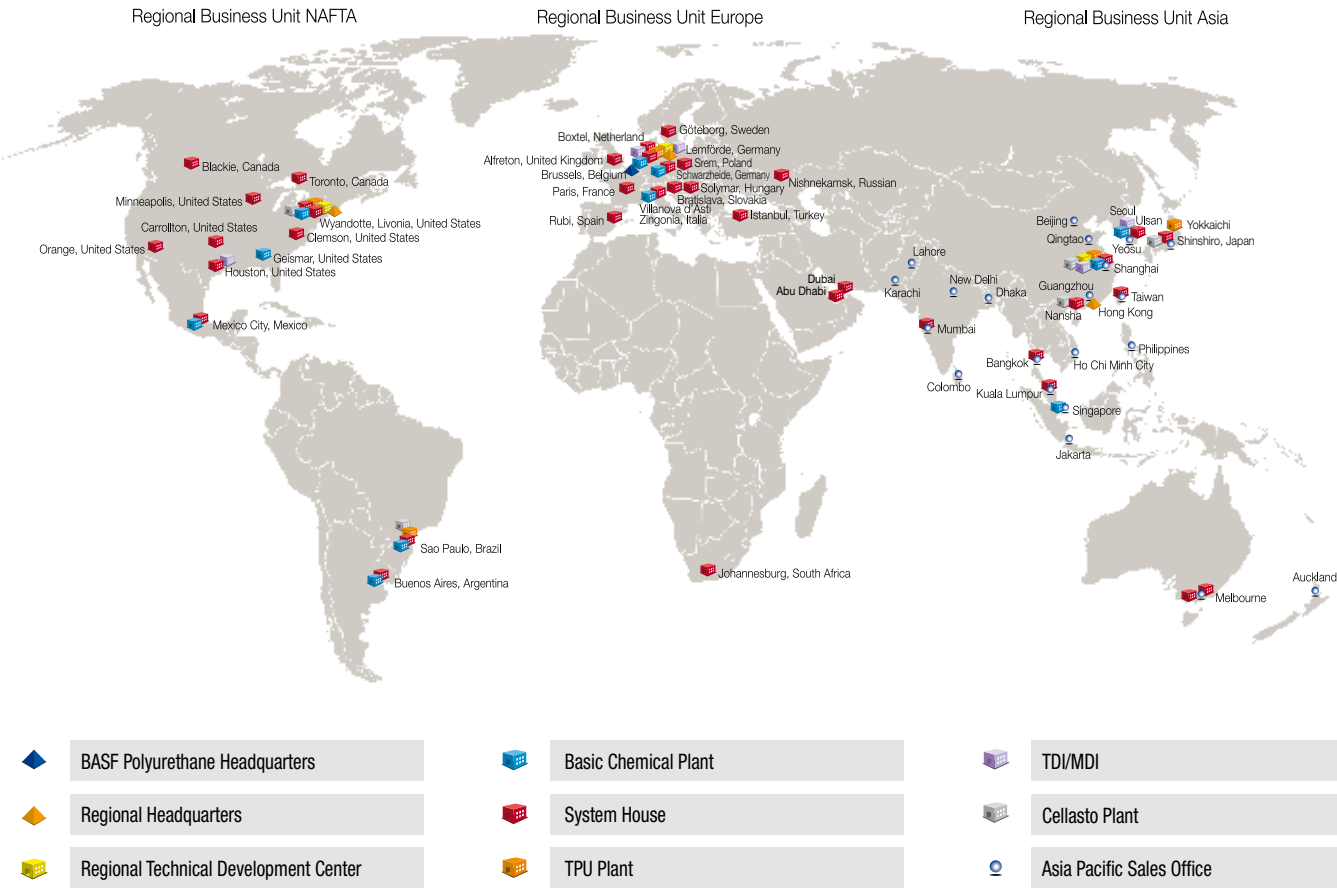 Regional Business Unit NAFTA
Regional Business Unit Europe
Regional Business Unit Asia
Blackie, Canada
Toronto, Canada
Minneapolis, United States
Wyandotte, Livonia, United States
Carrollton, United States
Clemson, United States
Orange, United States
Geismar, United States
Houston, United States
Mexico City, Mexico
Sao Paulo, Brazil
Buenos Aires, Argentina
Göteborg, Sweden
Boxtel, Netherland
Lemförde, Germany
Alfreton, United Kingdom
Srem, Poland
Brussels, Belgium
Schwarzheide, Germany
Nishnekamsk, Russian
Paris, France
Solymar, Hungary
Bratislava, Slovakia
Villanova d'Asti
Zingonia, Italia
Rubi, Spain
Istanbul, Turkey
Dubai
Abu Dhabi
Johannesburg, South Africa
Lahore
Karachi
New Delhi
Dhaka
Mumbai
Colombo
Beijing
Qingtao
Seoul
Ulsan
Yeosu
Yokkaichi
Shinshiro, Japan
Shanghai
Guangzhou
Taiwan
Nansha
Hong Kong
Bangkok
Ho Chi Minh City
Philippines
Kuala Lumpur
Singapore
Jakarta
Melbourne
Auckland
BASF Polyurethane Headquarters
Basic Chemical Plant
TDI/MDI
Regional Headquarters
System House
Cellasto Plant
Regional Technical Development Center
TPU Plant
Asia Pacific Sales Office